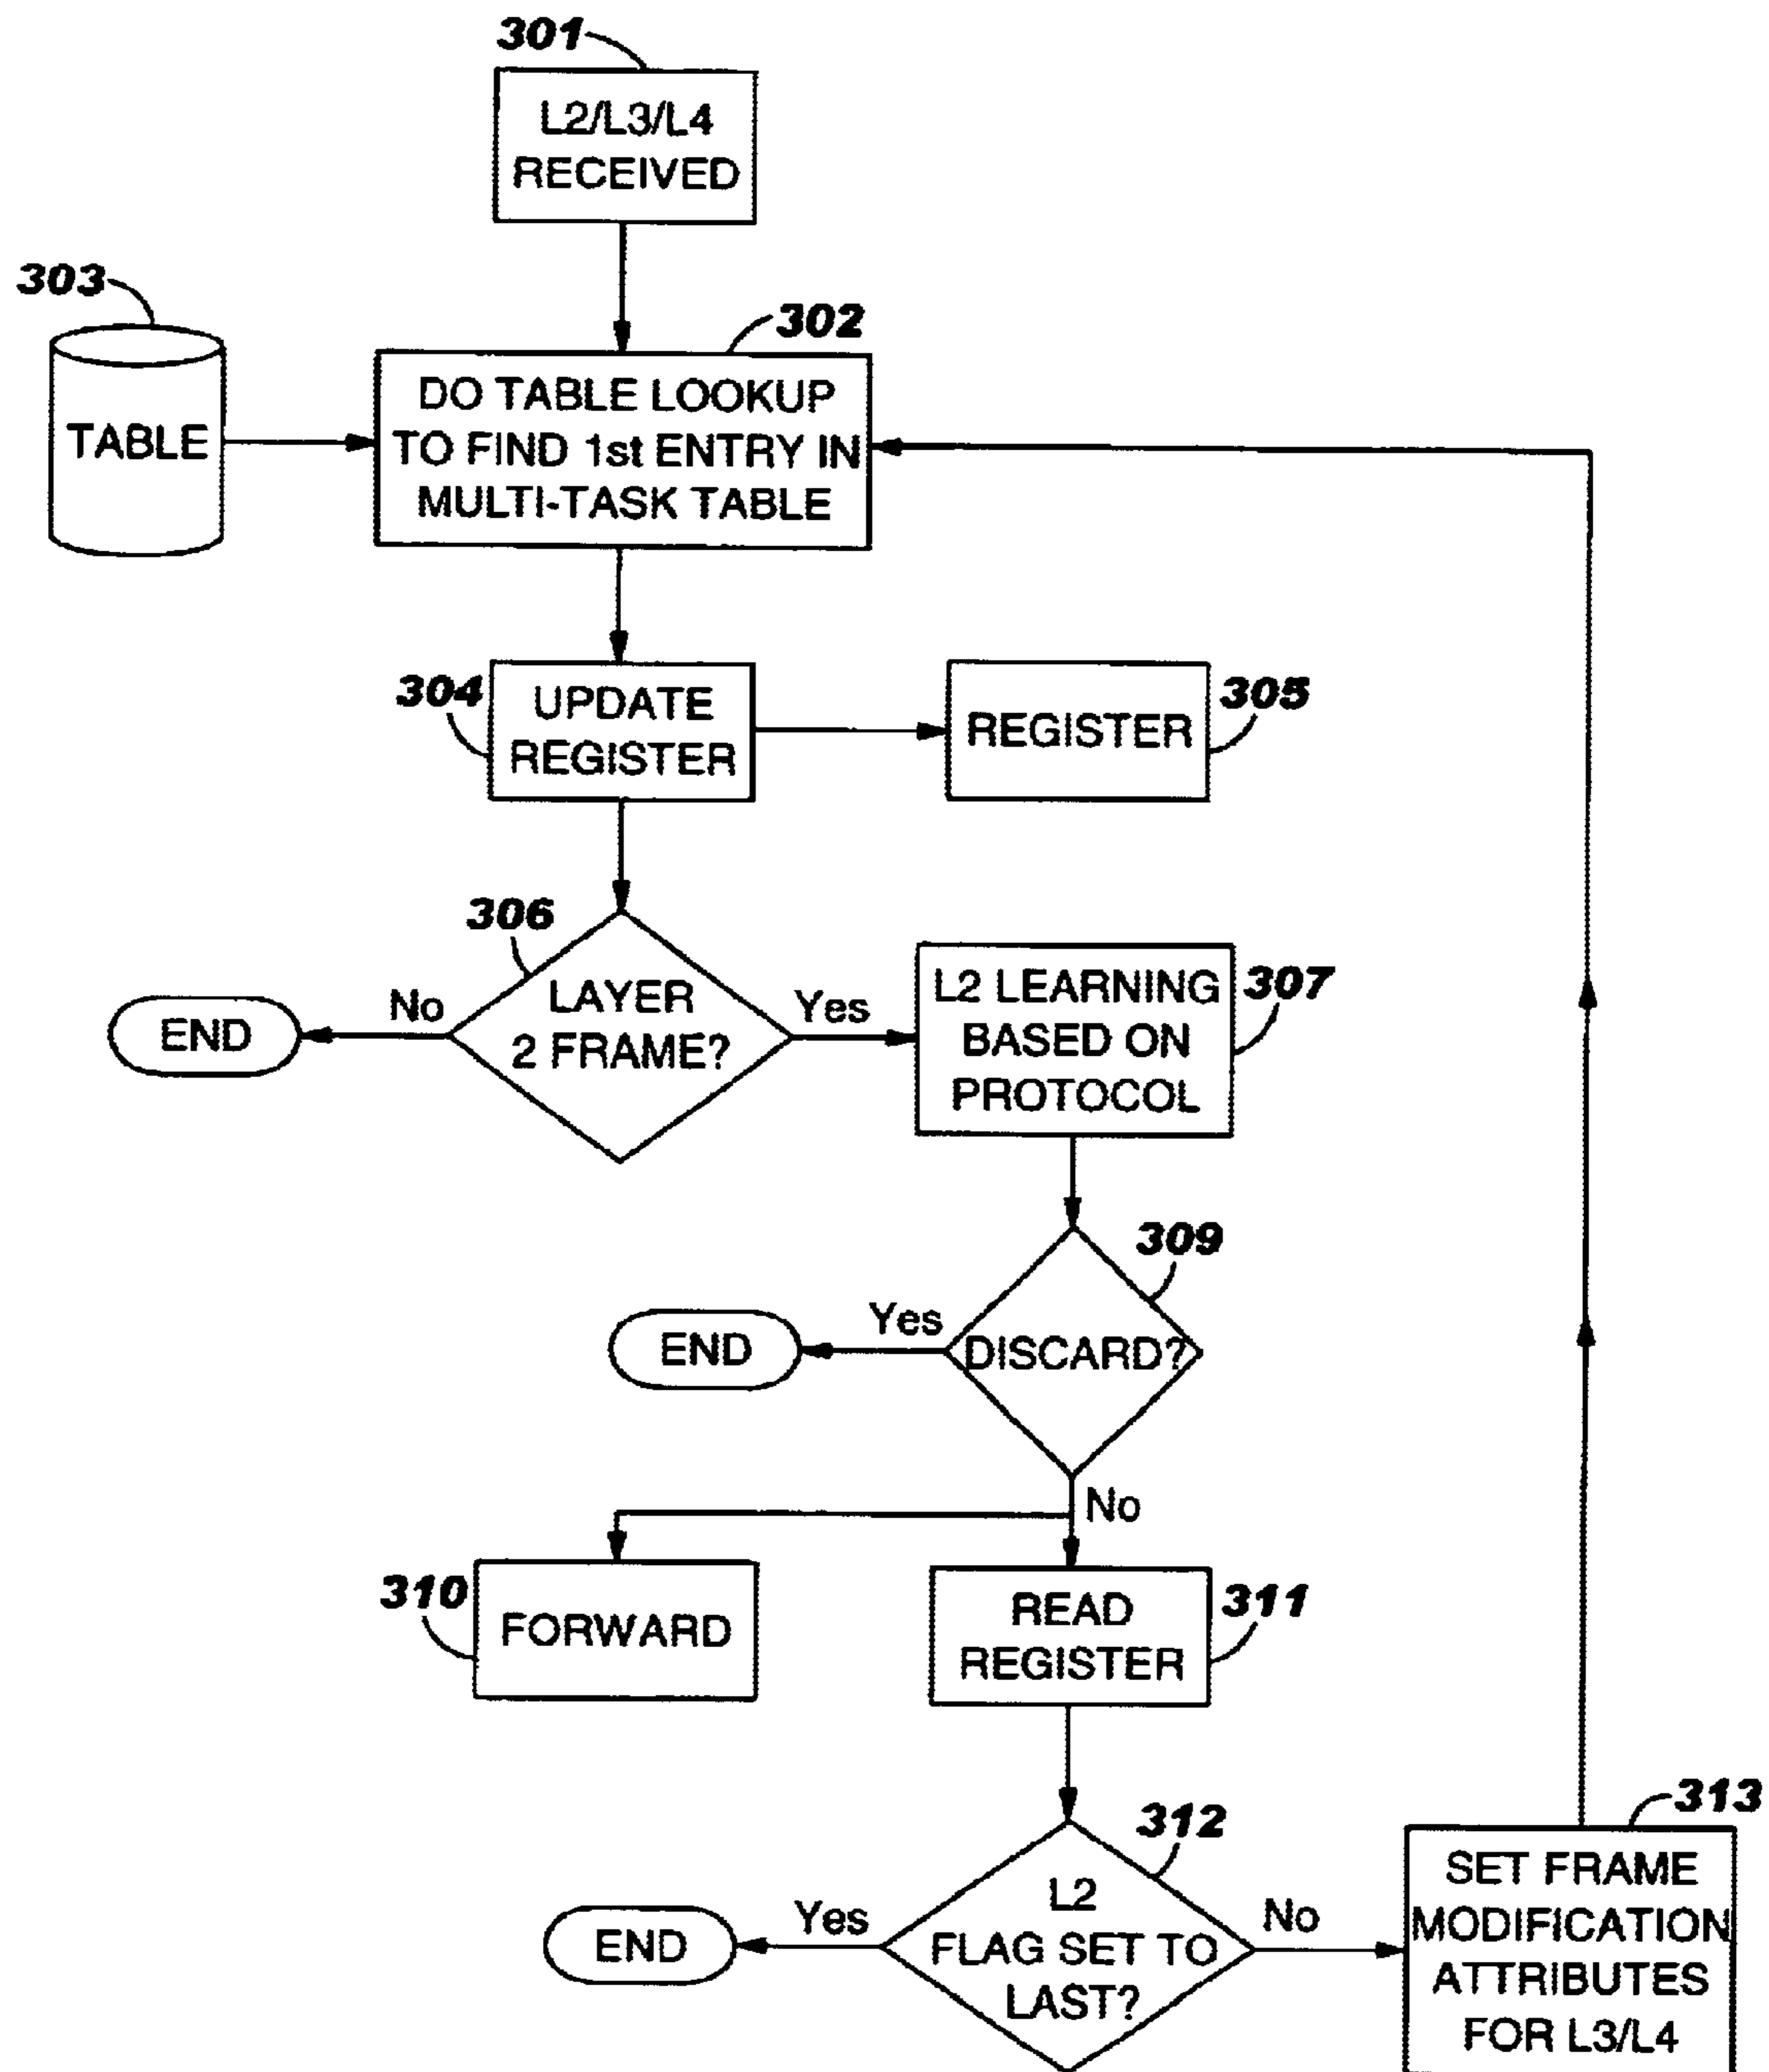 301
L2/L3/L4
RECEIVED
303
302
TABLE
DO TABLE LOOKUP
TO FIND 1st ENTRY IN
MULTI-TASK TABLE
304
UPDATE
REGISTER
REGISTER
305
306
LAYER
2 FRAME?
No
END
Yes
L2 LEARNING
BASED ON
PROTOCOL
307
309
DISCARD?
Yes
END
No
310
FORWARD
READ
REGISTER
311
312
L2
FLAG SET TO
LAST?
Yes
END
No
313
SET FRAME
MODIFICATION
ATTRIBUTES
FOR L3/L4